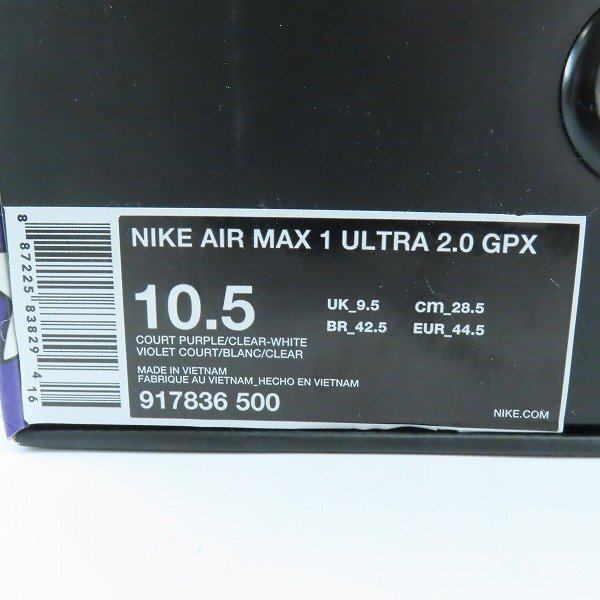 NIKE AIR MAX 1 ULTRA 2.0 GPX
10.5
UK_9.5 cm_28.5
BR_42.5 EUR_44.5
COURT PURPLE/CLEAR-WHITE
VIOLET COURT/BLANC/CLEAR
MADE IN VIETNAM
FABRIQUE AU VIETNAM_HECHO EN VIETNAM
917836 500
NIKE.COM
8 87225 83829 4 16